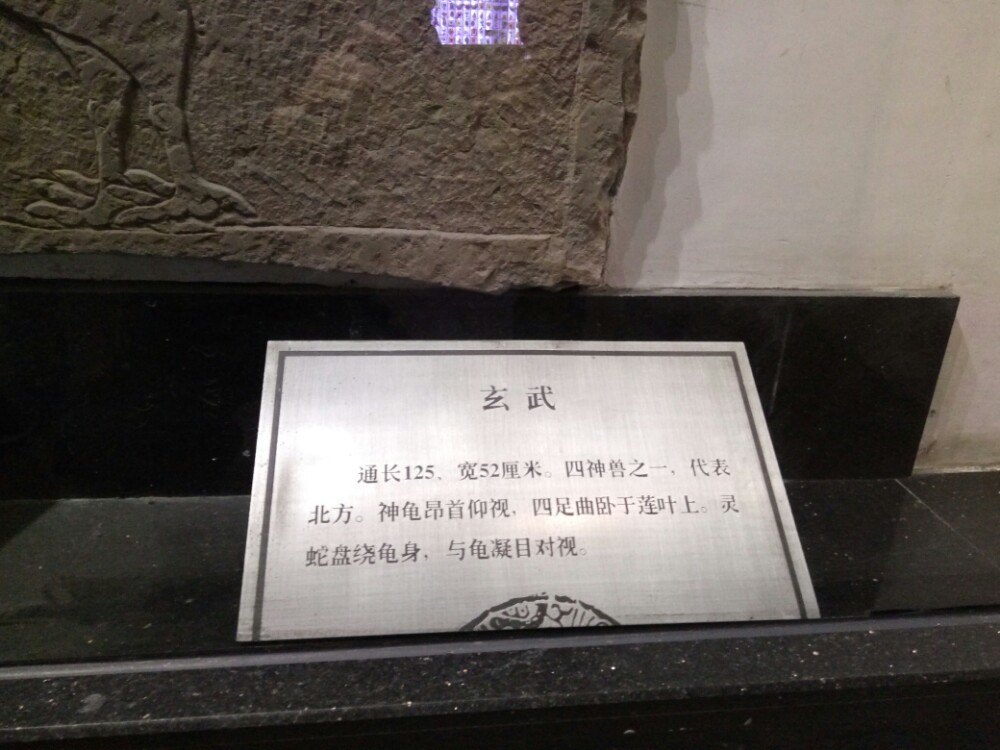 玄武
通长125、宽52厘米。四神兽之一，代表
北方。神龟昂首仰视，四足曲卧于莲叶上。灵
蛇盘绕龟身，与龟凝目对视。